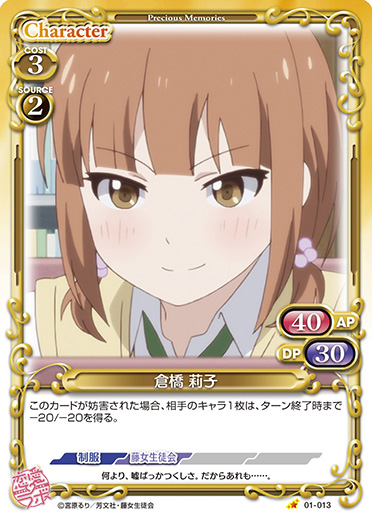 Precious Memories
Character
COST
3
SOURCE
2
40 AP
DP 30
倉橋 莉子
このカードが妨害された場合、相手のキャラ1枚は、ターン終了時まで
−20/−20を得る。
制服 藤女生徒会
何より、嘘ばっかつくしさ。だからあれも……。
恋愛
ラボ
©宮原るり/芳文社・藤女生徒会
01-013